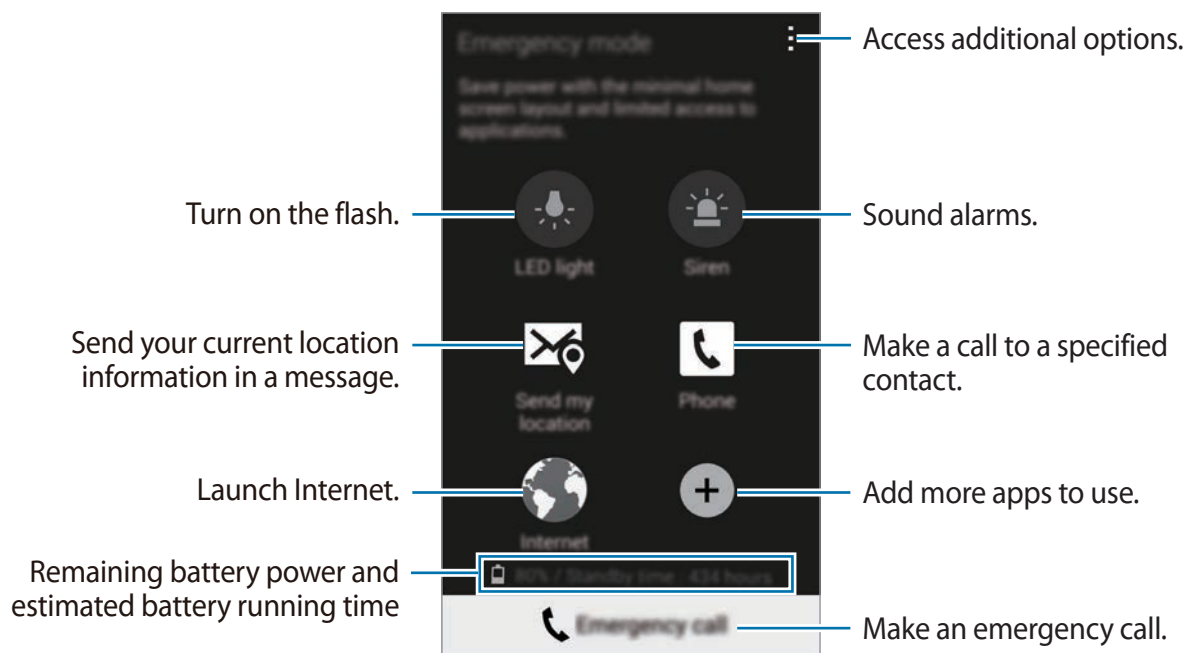 Emergency mode
Access additional options.
Save power with the minimal home
screen layout and limited access to
applications.
Turn on the flash.
Sound alarms.
LED light
Siren
Send your current location
information in a message.
Make a call to a specified
contact.
Send my
location
Phone
Launch Internet.
Add more apps to use.
Internet
Remaining battery power and
estimated battery running time
80% / Standby time : 434 hours
Emergency call
Make an emergency call.